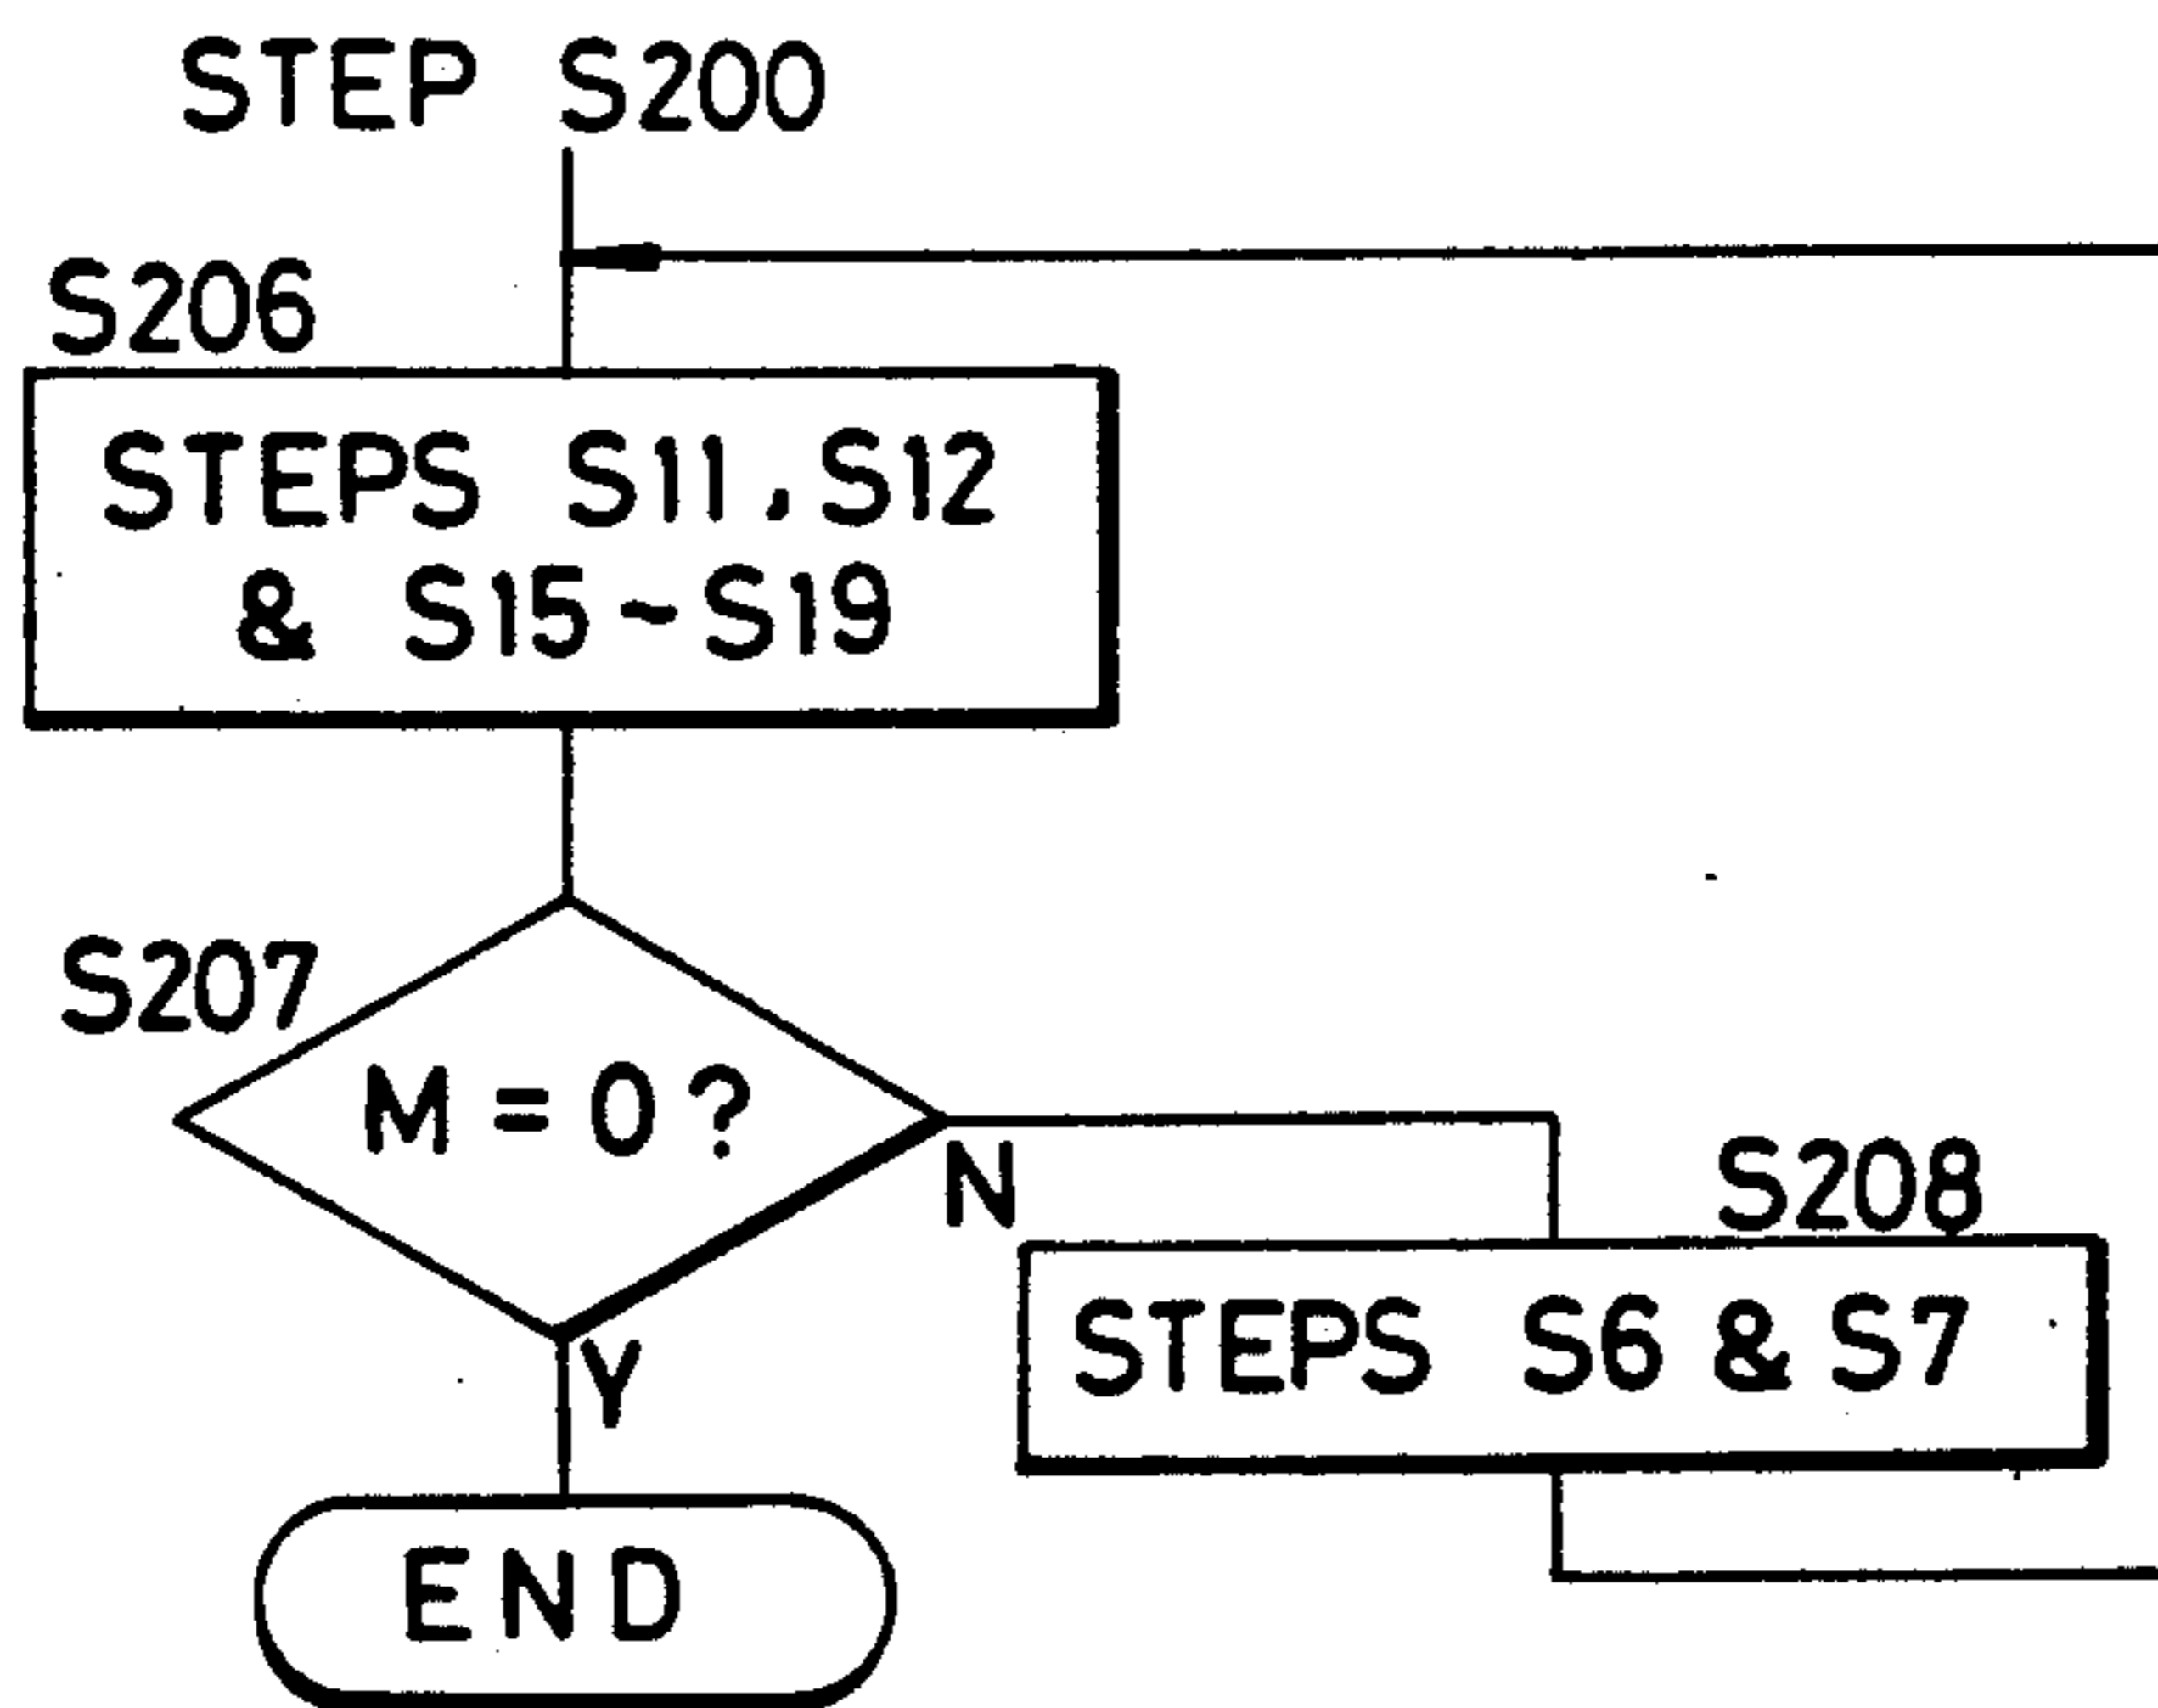 STEP S200
S206
STEPS S11, S12
& S15~S19
S207
M = 0 ?
N
S208
STEPS S6 & S7
Y
END